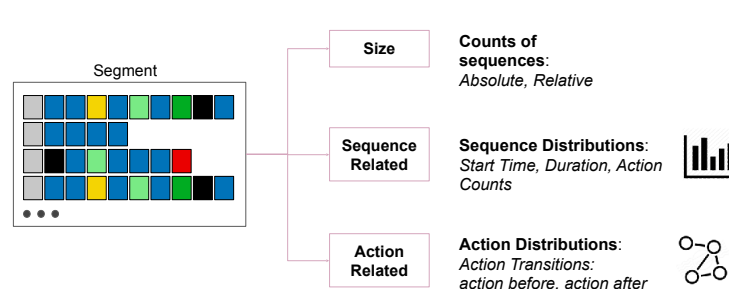 Segment
Size
Counts of
sequences:
Absolute, Relative
Sequence
Related
Sequence Distributions:
Start Time, Duration, Action
Counts
Action
Related
Action Distributions:
Action Transitions:
action before, action after